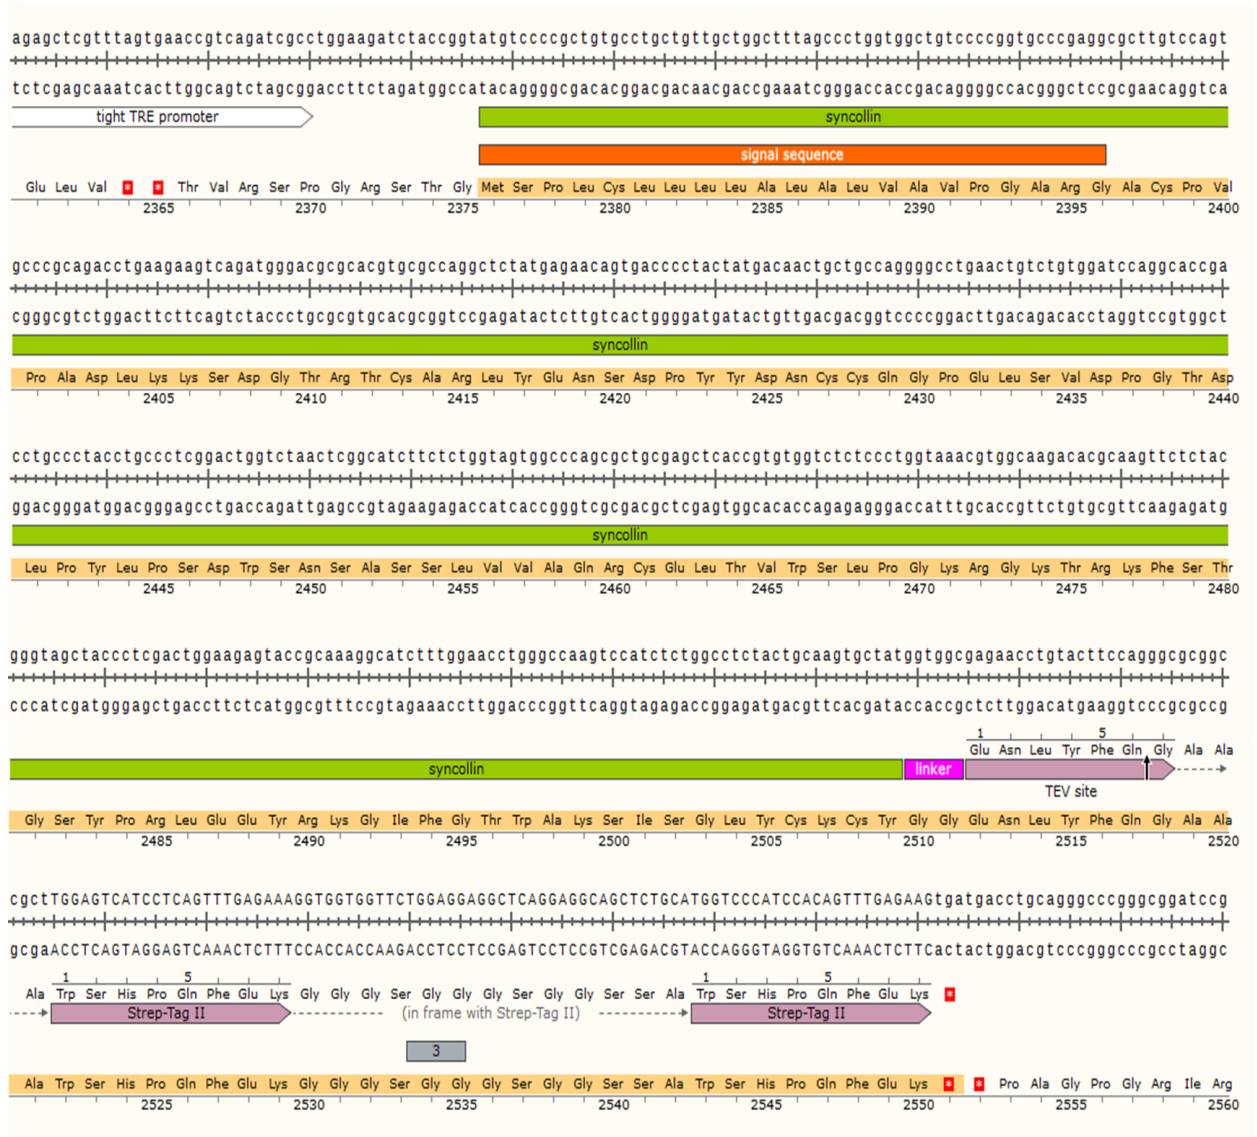 agagctcgtttagtgaaccgtcagatcgcctggaagatctaccggtatgtccccgctgtgcctgctgttgctggctttagccctggtggctgtccccggtgcccgaggcgcttgtccagt
tctcgagcaaatcacttggcagtctagcggaccttctagatggccatacaggggcgacacggacgacaacgaccgaaatcgggaccaccgacaggggccacgggctccgcgaacaggtca
tight TRE promoter syncollin
signal sequence
Glu Leu Val * * Thr Val Arg Ser Pro Gly Arg Ser Thr Gly Met Ser Pro Leu Cys Leu Leu Leu Leu Ala Leu Ala Leu Val Ala Val Pro Gly Ala Arg Gly Ala Cys Pro Val
2365 2370 2375 2380 2385 2390 2395 2400
gcccgcagacctgaagaagtcagatgggacgcgcacgtgcgccaggctctatgagaacagtgacccctactatgacaactgctgccaggggcctgaactgtctgtggatccaggcaccga
cgggcgtctggacttcttcagtctaccctgcgcgtgcacgcggtccgagatactcttgtcactggggatgatactgttgacgacggtccccggacttgacagacacctaggtccgtggct
syncollin
Pro Ala Asp Leu Lys Lys Ser Asp Gly Thr Arg Thr Cys Ala Arg Leu Tyr Glu Asn Ser Asp Pro Tyr Tyr Asp Asn Cys Cys Gln Gly Pro Glu Leu Ser Val Asp Pro Gly Thr Asp
2405 2410 2415 2420 2425 2430 2435 2440
cctgccctacctgccctcggactggtctaactcggcatcttctctggtagtggcccagcgctgcgagctcaccgtgtggtctctccctggtaaacgtggcaagacacgcaagttctctac
ggacgggatggacgggagcctgaccagattgagccgtagaagagaccatcaccgggtcgcgacgctcgagtggcacaccagagagggaccatttgcaccgttctgtgcgttcaagagatg
syncollin
Leu Pro Tyr Leu Pro Ser Asp Trp Ser Asn Ser Ala Ser Ser Leu Val Val Ala Gln Arg Cys Glu Leu Thr Val Trp Ser Leu Pro Gly Lys Arg Gly Lys Thr Arg Lys Phe Ser Thr
2445 2450 2455 2460 2465 2470 2475 2480
gggtagctaccctcgactggaagagtaccgcaaaggcatctttggaacctgggccaagtccatctctggcctctactgcaagtgctatggtggcgagaacctgtacttccagggcgcggc
cccatcgatgggagctgaccttctcatggcgtttccgtagaaaccttggacccggttcaggtagagaccggagatgacgttcacgataccaccgctcttggacatgaaggtcccgcgccg
1 5
Glu Asn Leu Tyr Phe Gln Gly Ala Ala
syncollin linker
TEV site
Gly Ser Tyr Pro Arg Leu Glu Glu Tyr Arg Lys Gly Ile Phe Gly Thr Trp Ala Lys Ser Ile Ser Gly Leu Tyr Cys Lys Cys Tyr Gly Gly Glu Asn Leu Tyr Phe Gln Gly Ala Ala
2485 2490 2495 2500 2505 2510 2515 2520
cgctTGGAGTCATCCTCAGTTTGAGAAAGGTGGTGGTTCTGGAGGAGGCTCAGGAGGCAGCTCTGCATGGTCCCATCCACAGTTTGAGAAGtgatgacctgcagggcccgggcggatccg
gcgaACCTCAGTAGGAGTCAAACTCTTTCCACCACCAAGACCTCCTCCGAGTCCTCCGTCGAGACGTACCAGGGTAGGTGTCAAACTCTTCactactggacgtcccgggcccgcctaggc
1 5 1 5
Ala Trp Ser His Pro Gln Phe Glu Lys Gly Gly Gly Ser Gly Gly Gly Ser Gly Gly Ser Ser Ala Trp Ser His Pro Gln Phe Glu Lys *
Strep-Tag II (in frame with Strep-Tag II) Strep-Tag II
3
Ala Trp Ser His Pro Gln Phe Glu Lys Gly Gly Gly Ser Gly Gly Gly Ser Gly Gly Ser Ser Ala Trp Ser His Pro Gln Phe Glu Lys * * Pro Ala Gly Pro Gly Arg Ile Arg
2525 2530 2535 2540 2545 2550 2555 2560